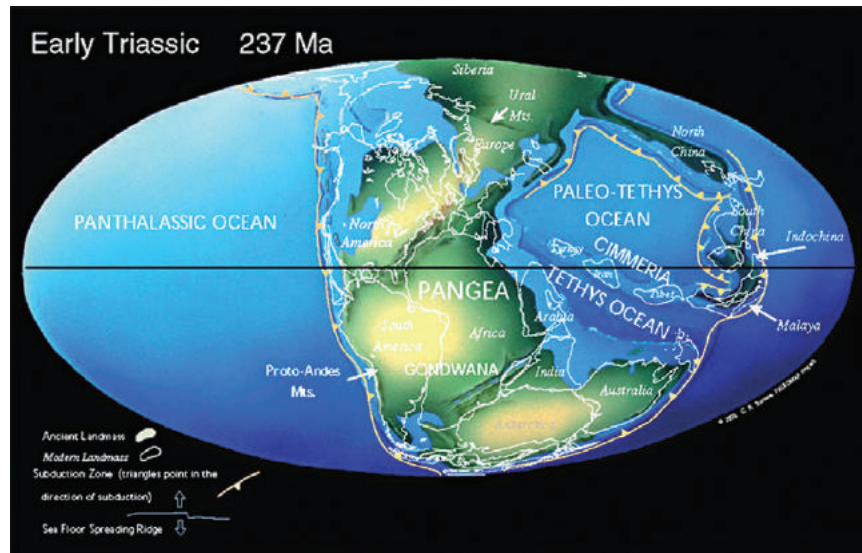 Early Triassic 237 Ma
Siberia
Ural
Mts.
Europe
North
China
PALEO-TETHYS
OCEAN
PANTHALASSIC OCEAN
North
America
South
China
Indochina
Turkey
CIMMERIA
Iran
Tibet
PANGEA
TETHYS OCEAN
Arabia
Malaya
South
America
Africa
Proto-Andes
Mts.
GONDWANA
India
Australia
Antarctica
Ancient Landmass
Modern Landmass
Subduction Zone (triangles point in the
direction of subduction)
Sea Floor Spreading Ridge